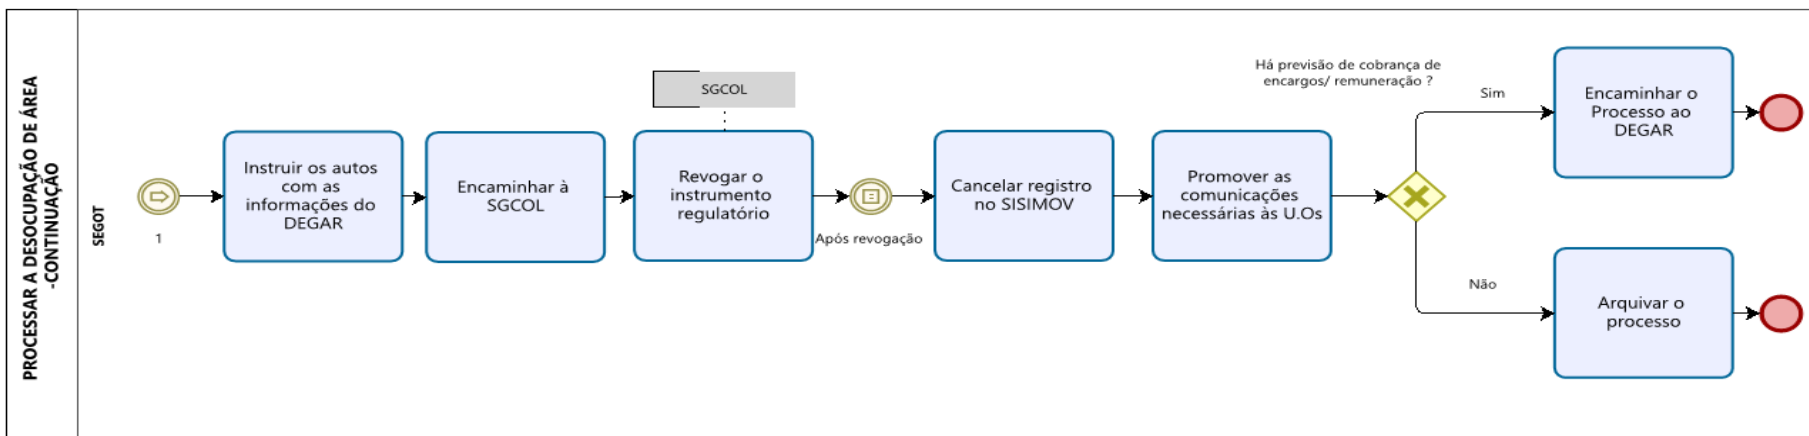 PROCESSAR A DESOCUPAÇÃO DE ÁREA
-CONTINUAÇÃO
SEGOT
1
Instruir os autos
com as
informações do
DEGAR
Encaminhar à
SGCOL
SGCOL
Revogar o
instrumento
regulatório
Após revogação
Cancelar registro
no SISIMOV
Promover as
comunicações
necessárias às U.Os
Há previsão de cobrança de
encargos/ remuneração ?
Sim
Encaminhar o
Processo ao
DEGAR
Não
Arquivar o
processo